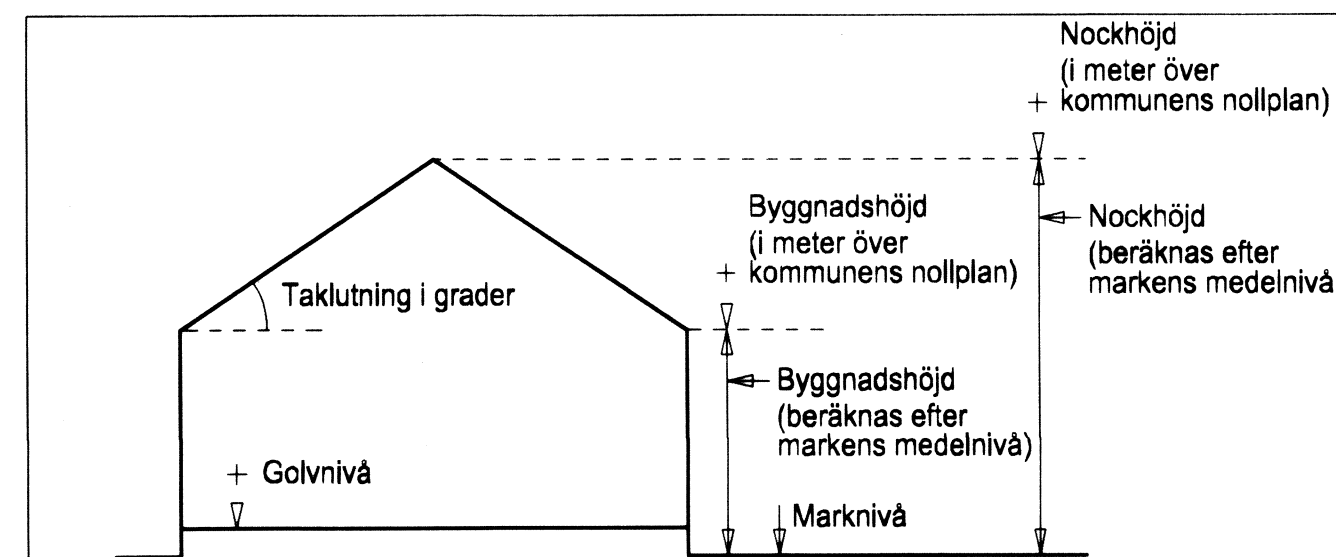 Nockhöjd
(i meter över
+ kommunens nollplan)
Byggnadshöjd
(i meter över
+ kommunens nollplan)
Nockhöjd
(beräknas efter
markens medelnivå
Taklutning i grader
Byggnadshöjd
(beräknas efter
markens medelnivå)
+ Golvnivå
Marknivå